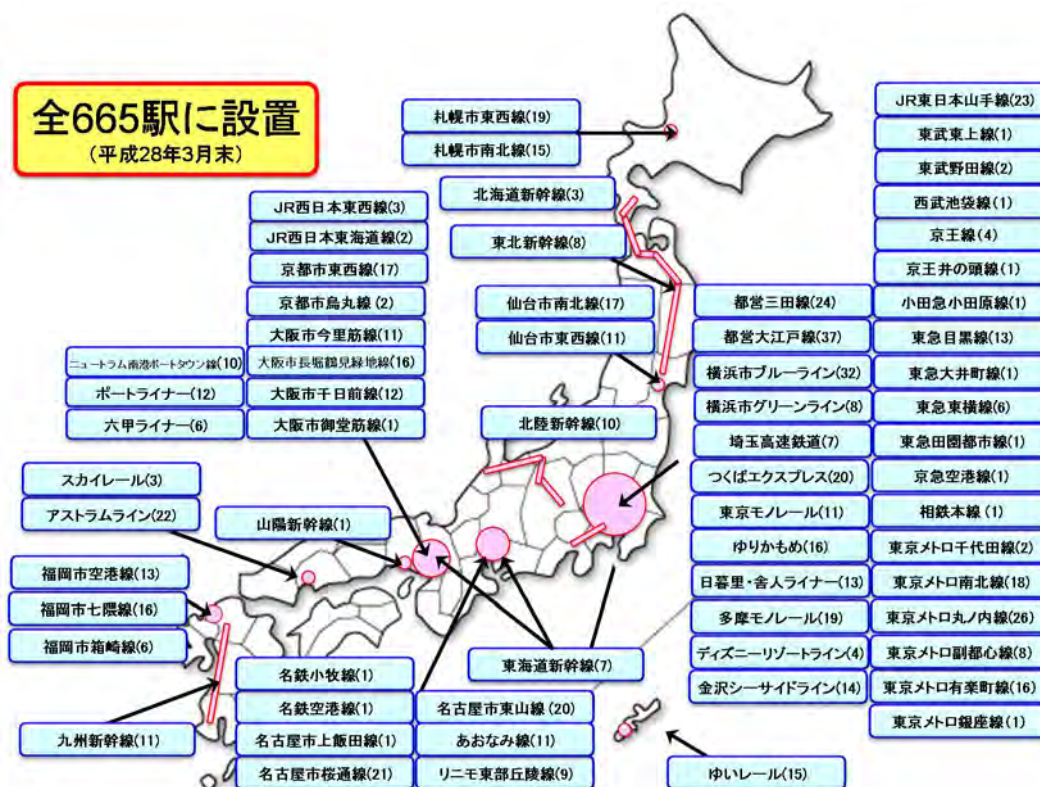 全665駅に設置
(平成28年3月末)
札幌市東西線(19)
札幌市南北線(15)
北海道新幹線(3)
東北新幹線(8)
仙台市南北線(17)
仙台市東西線(11)
北陸新幹線(10)
JR西日本東西線(3)
JR西日本東海道線(2)
京都市東西線(17)
京都市烏丸線(2)
大阪市今里筋線(11)
大阪市長堀鶴見緑地線(16)
大阪市千日前線(12)
大阪市御堂筋線(1)
ニュートラム南港ポートタウン線(10)
ポートライナー(12)
六甲ライナー(6)
スカイレール(3)
アストラムライン(22)
山陽新幹線(1)
福岡市空港線(13)
福岡市七隈線(16)
福岡市箱崎線(6)
九州新幹線(11)
名鉄小牧線(1)
名鉄空港線(1)
名古屋市上飯田線(1)
名古屋市桜通線(21)
東海道新幹線(7)
名古屋市東山線(20)
あおなみ線(11)
リニモ東部丘陵線(9)
ゆいレール(15)
都営三田線(24)
都営大江戸線(37)
横浜市ブルーライン(32)
横浜市グリーンライン(8)
埼玉高速鉄道(7)
つくばエクスプレス(20)
東京モノレール(11)
ゆりかもめ(16)
日暮里・舎人ライナー(13)
多摩モノレール(19)
ディズニーリゾートライン(4)
金沢シーサイドライン(14)
JR東日本山手線(23)
東武東上線(1)
東武野田線(2)
西武池袋線(1)
京王線(4)
京王井の頭線(1)
小田急小田原線(1)
東急目黒線(13)
東急大井町線(1)
東急東横線(6)
東急田園都市線(1)
京急空港線(1)
相鉄本線(1)
東京メトロ千代田線(2)
東京メトロ南北線(18)
東京メトロ丸ノ内線(26)
東京メトロ副都心線(8)
東京メトロ有楽町線(16)
東京メトロ銀座線(1)